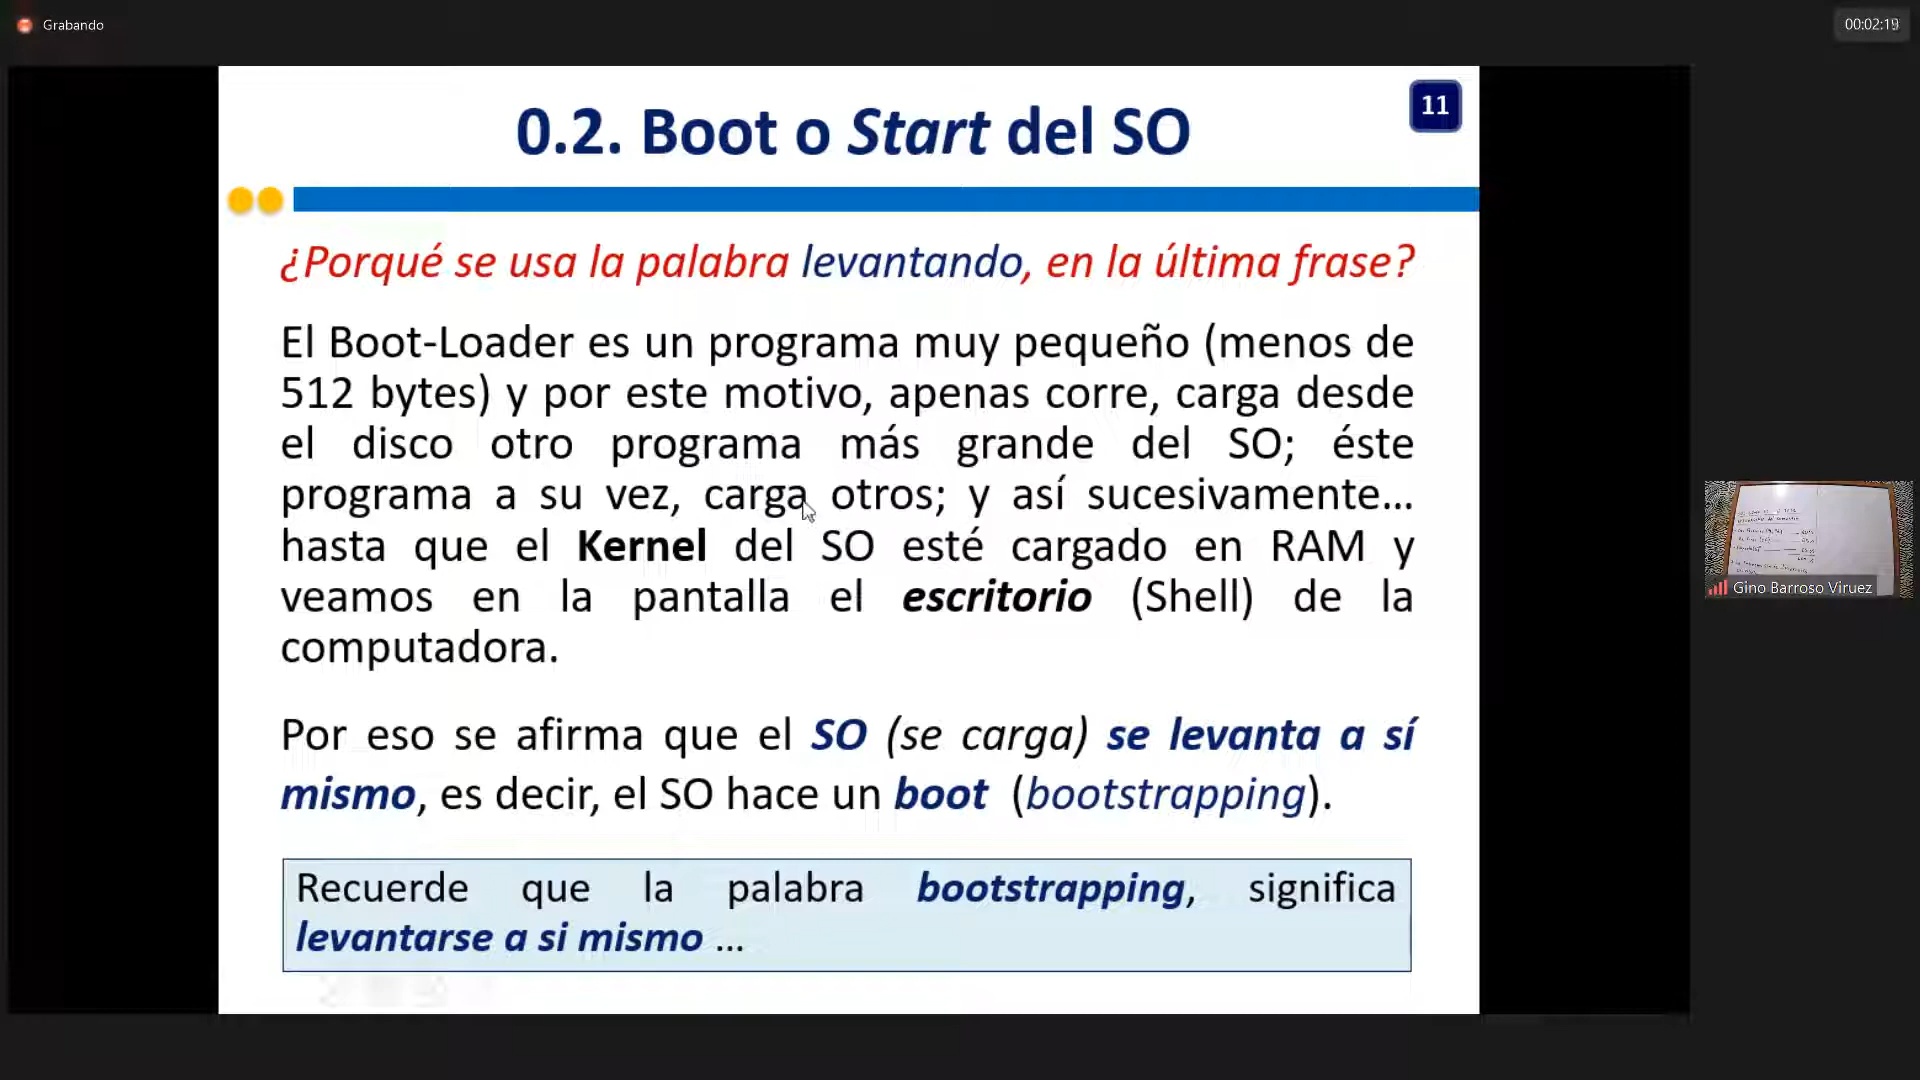 Grabando
00:02:19
11
0.2. Boot o Start del SO
¿Porqué se usa la palabra levantando, en la última frase?
El Boot-Loader es un programa muy pequeño (menos de
512 bytes) y por este motivo, apenas corre, carga desde
el disco otro programa más grande del SO; éste
programa a su vez, carga otros; y así sucesivamente...
hasta que el Kernel del SO esté cargado en RAM y
veamos en la pantalla el escritorio (Shell) de la
computadora.
Por eso se afirma que el SO (se carga) se levanta a sí
mismo, es decir, el SO hace un boot (bootstrapping).
Recuerde que la palabra bootstrapping, significa
levantarse a si mismo ...
Gino Barroso Viruez